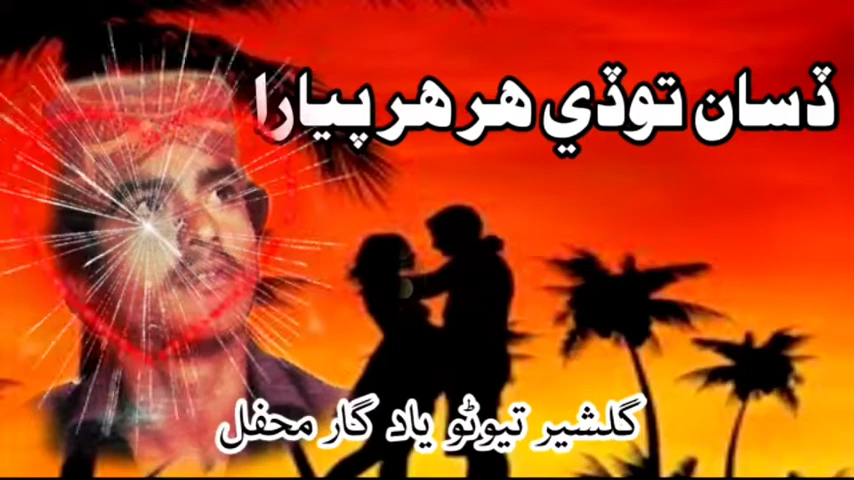 ڏسان توڏي هر هر پيارا
گلشير تيوڻو ياد گار محفل